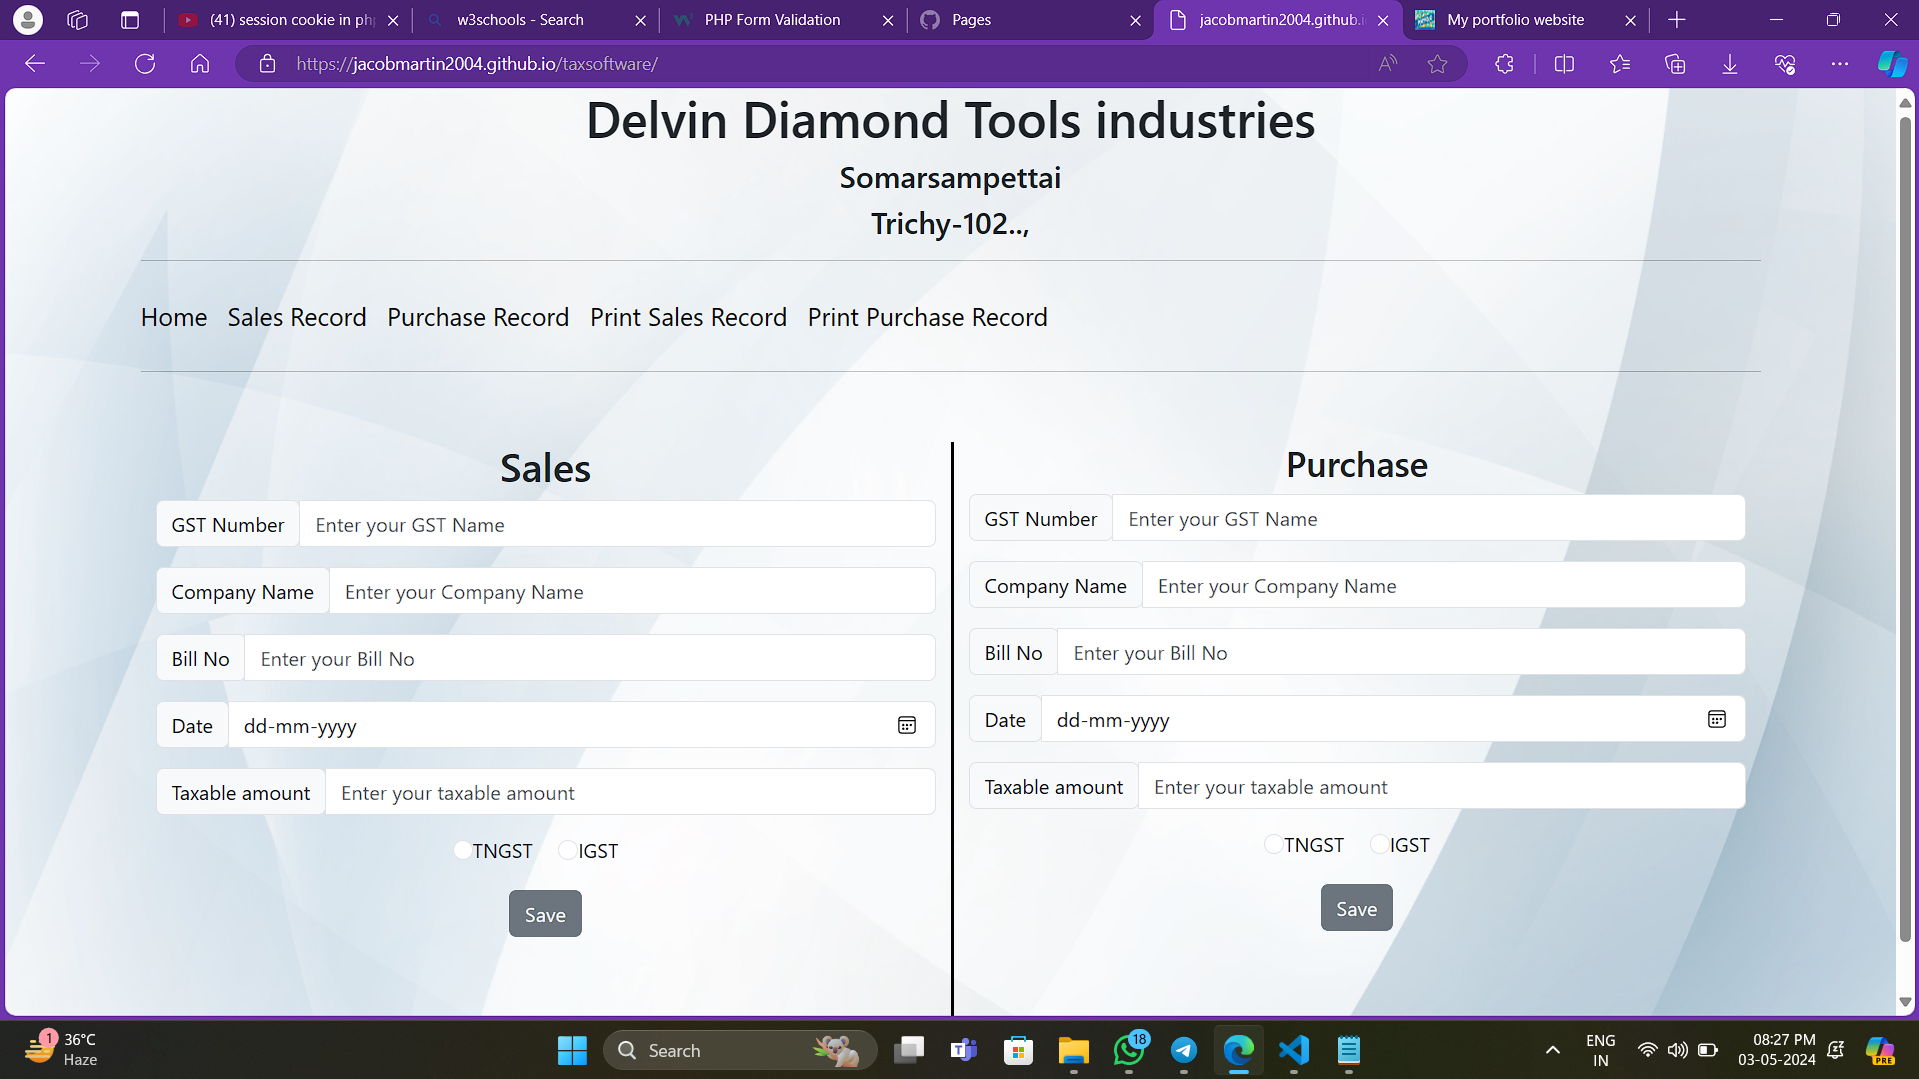 (41) session cookie in php
w3schools - Search
PHP Form Validation
Pages
jacobmartin2004.github.i
My portfolio website
https://jacobmartin2004.github.io/taxsoftware/
Delvin Diamond Tools industries
Somarsampettai
Trichy-102..,
Home Sales Record Purchase Record Print Sales Record Print Purchase Record
Sales
GST Number Enter your GST Name
Company Name Enter your Company Name
Bill No Enter your Bill No
Date dd-mm-yyyy
Taxable amount Enter your taxable amount
TNGST IGST
Save
Purchase
GST Number Enter your GST Name
Company Name Enter your Company Name
Bill No Enter your Bill No
Date dd-mm-yyyy
Taxable amount Enter your taxable amount
TNGST IGST
Save
1
36°C
Haze
Search
18
ENG
IN
08:27 PM
03-05-2024
PRE